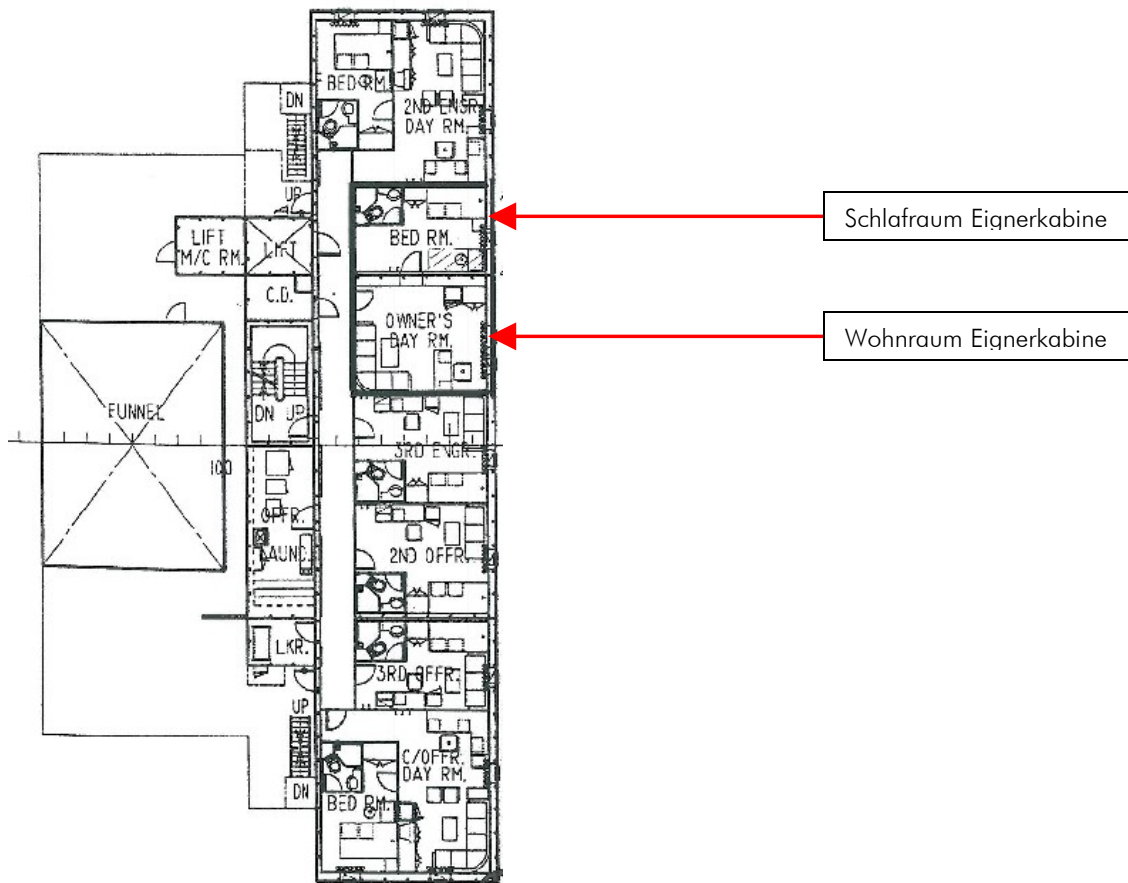 BED RM.
DN
2ND ENGR.
DAY RM.
UP
LIFT
M/C RM.
LIFT
BED RM.
Schlafraum Eignerkabine
C.D.
OWNER'S
DAY RM.
Wohnraum Eignerkabine
FUNNEL
DN UP
100
3RD ENGR.
OFFR.
LAUND.
2ND OFFR.
LKR.
3RD OFFR.
UP
C/OFFR.
DAY RM.
DN
BED RM.